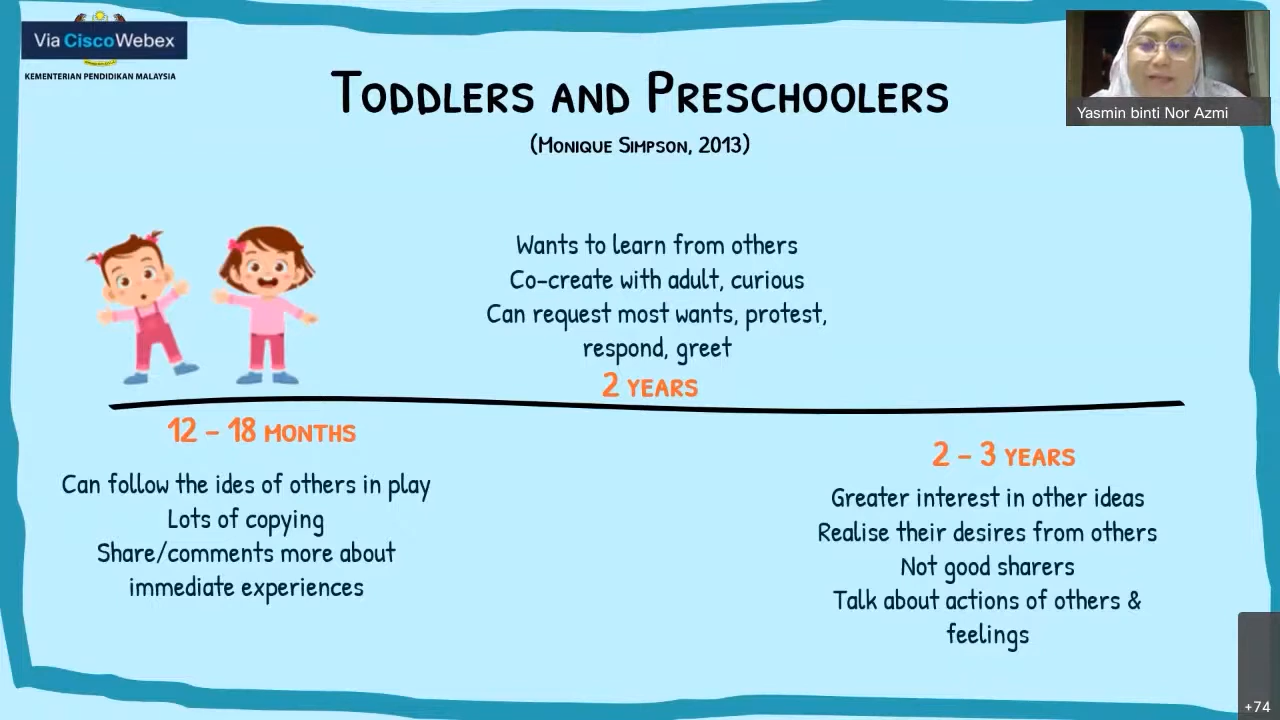 Via CiscoWebex
KEMENTERIAN PENDIDIKAN MALAYSIA
TODDLERS AND PRESCHOOLERS
(MONIQUE SIMPSON, 2013)
Yasmin binti Nor Azmi
Wants to learn from others
Co-create with adult, curious
Can request most wants, protest,
respond, greet
2 YEARS
12 – 18 MONTHS
Can follow the ides of others in play
Lots of copying
Share/comments more about
immediate experiences
2 – 3 YEARS
Greater interest in other ideas
Realise their desires from others
Not good sharers
Talk about actions of others &
feelings
+74